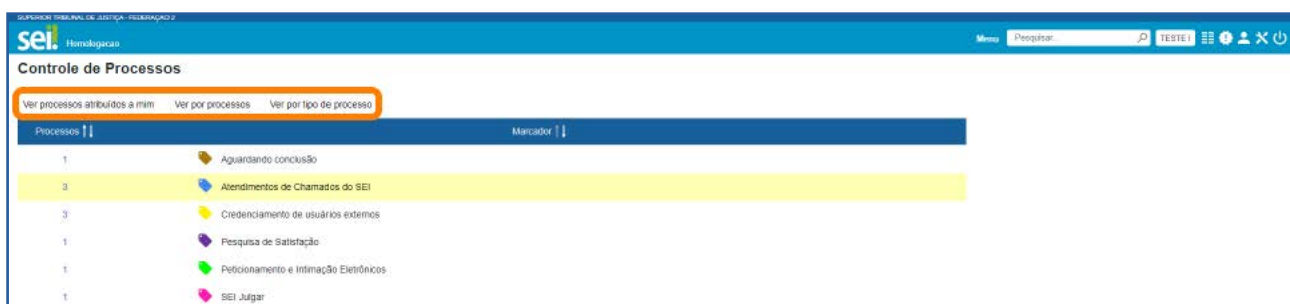 SUPERIOR TRIBUNAL DE JUSTIÇA - FEDERAÇÃO 2
sei! Homologacao Menu Pesquisar... TESTE I
Controle de Processos
Ver processos atribuídos a mim Ver por processos Ver por tipo de processo
Processos Marcador
1 Aguardando conclusão
3 Atendimentos de Chamados do SEI
3 Credenciamento de usuários externos
1 Pesquisa de Satisfação
1 Peticionamento e Intimação Eletrônicos
1 SEI Julgar